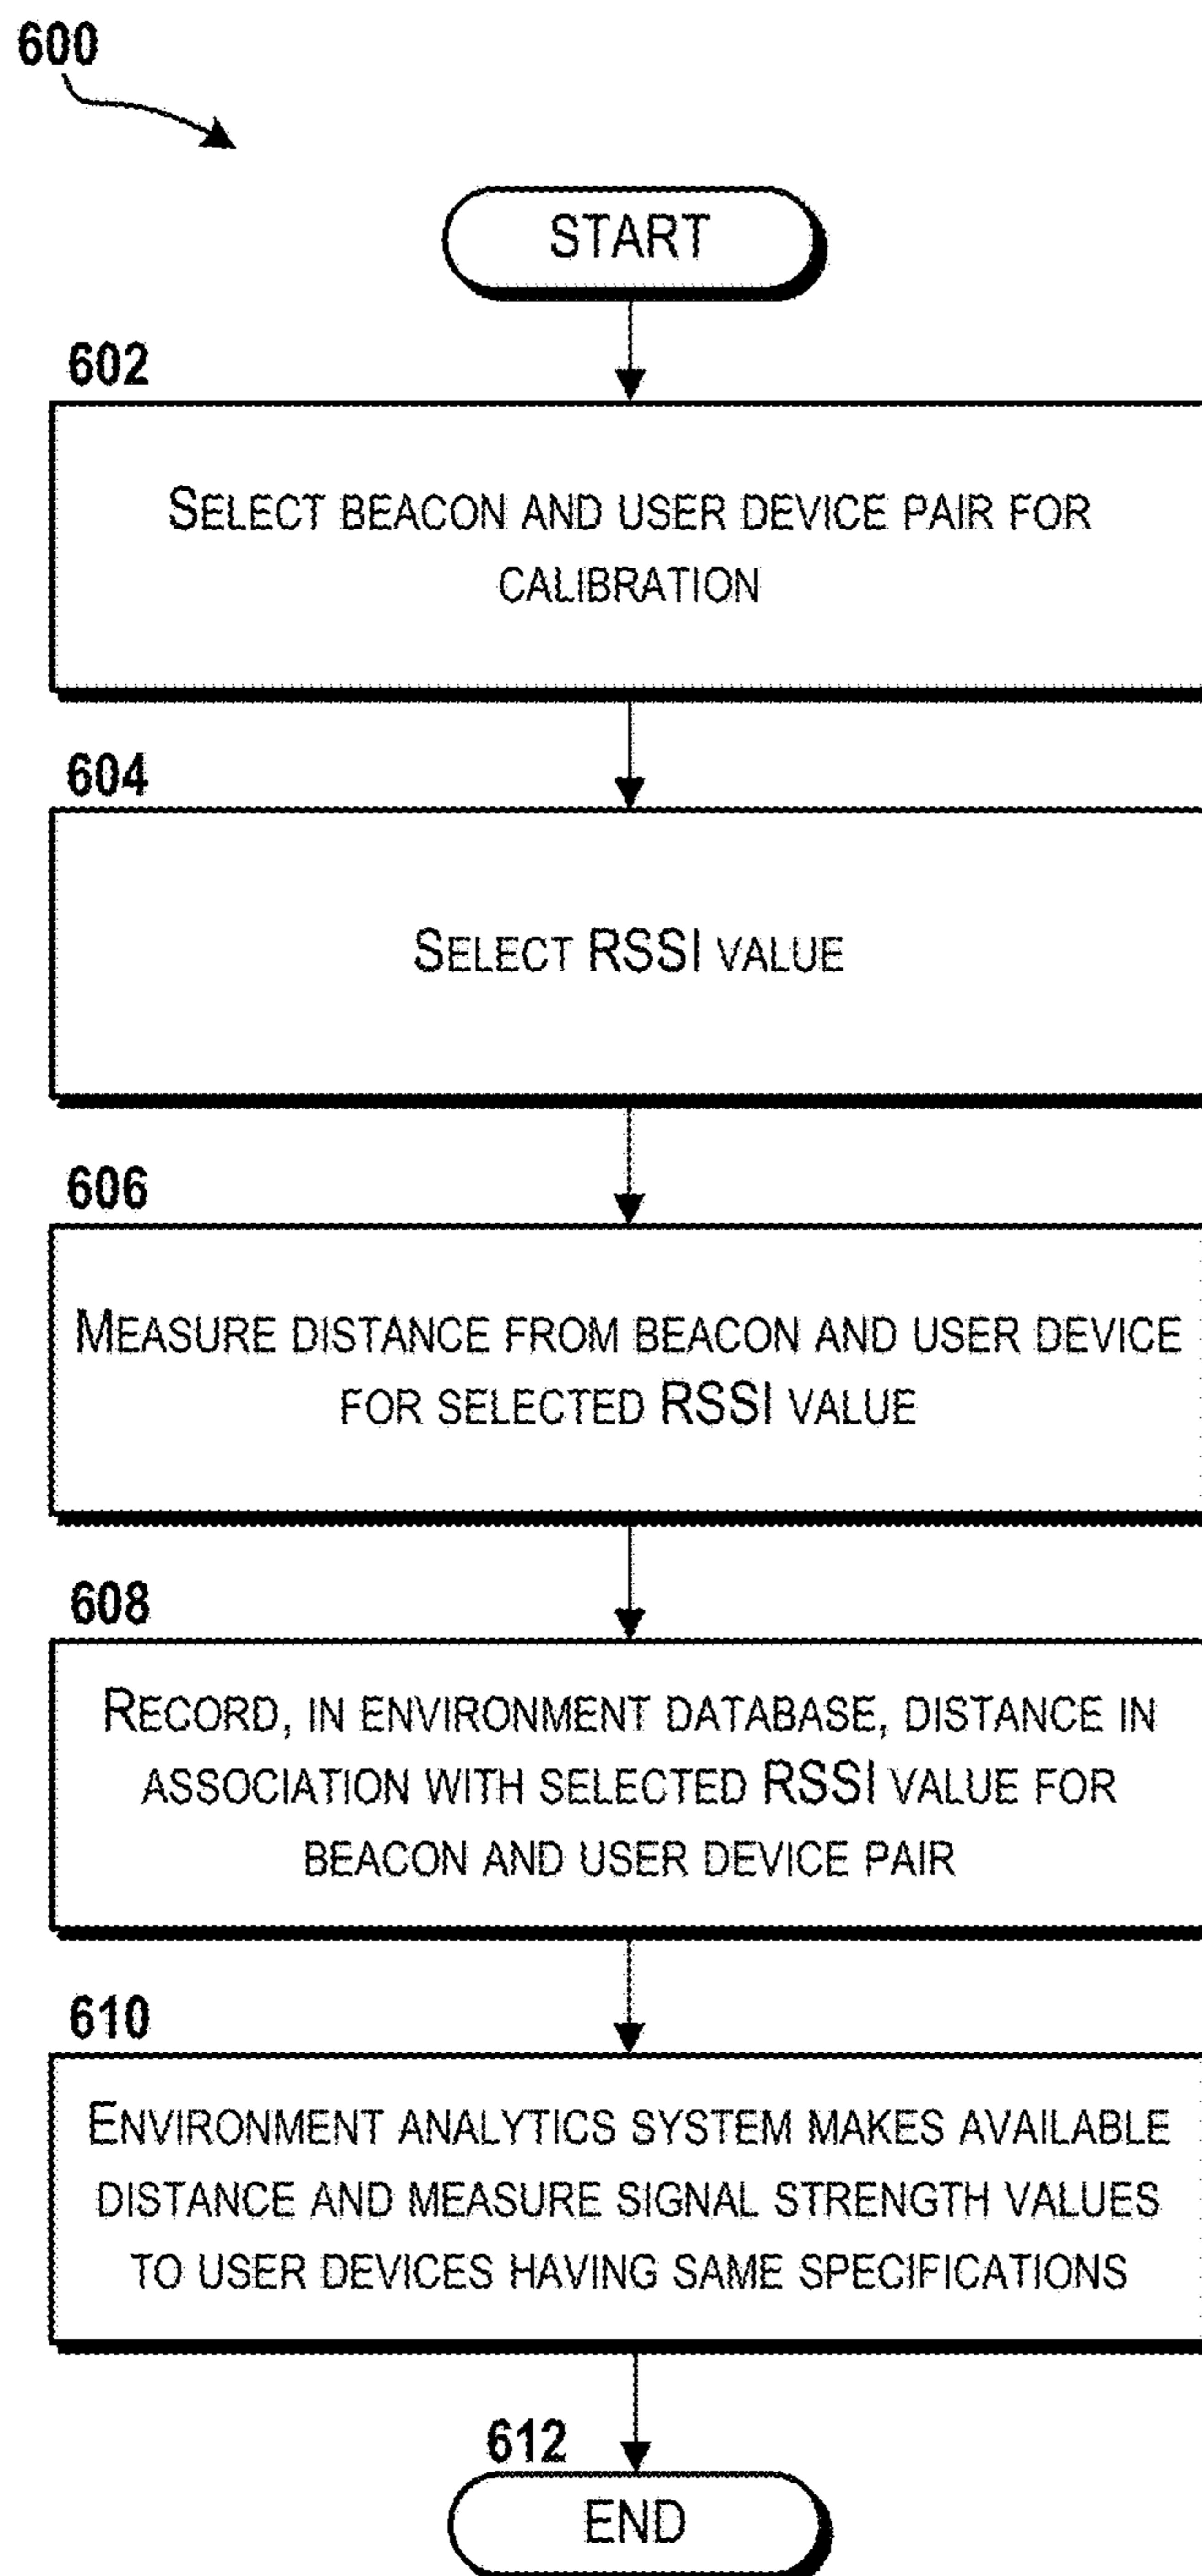 600
START
602
SELECT BEACON AND USER DEVICE PAIR FOR
CALIBRATION
604
SELECT RSSI VALUE
606
MEASURE DISTANCE FROM BEACON AND USER DEVICE
FOR SELECTED RSSI VALUE
608
RECORD, IN ENVIRONMENT DATABASE, DISTANCE IN
ASSOCIATION WITH SELECTED RSSI VALUE FOR
BEACON AND USER DEVICE PAIR
610
ENVIRONMENT ANALYTICS SYSTEM MAKES AVAILABLE
DISTANCE AND MEASURE SIGNAL STRENGTH VALUES
TO USER DEVICES HAVING SAME SPECIFICATIONS
612
END